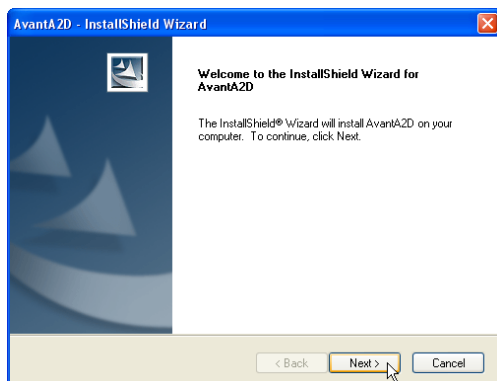 AvantA2D - InstallShield Wizard
Welcome to the InstallShield Wizard for
AvantA2D
The InstallShield® Wizard will install AvantA2D on your
computer. To continue, click Next.
< Back
Next >
Cancel